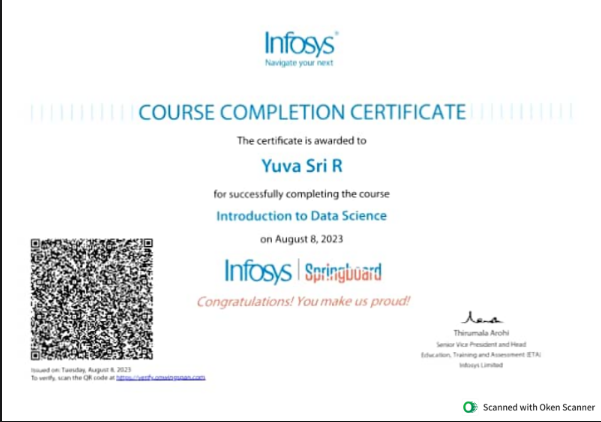 Infosys®
Navigate your next
COURSE COMPLETION CERTIFICATE
The certificate is awarded to
Yuva Sri R
for successfully completing the course
Introduction to Data Science
on August 8, 2023
Infosys | Springboard
Congratulations! You make us proud!
Thirumala Arohi
Senior Vice President and Head
Education, Training and Assessment (ETA)
Infosys Limited
Issued on: Tuesday, August 8, 2023
To verify, scan the QR code at https://verify.onwingspan.com
Scanned with Oken Scanner